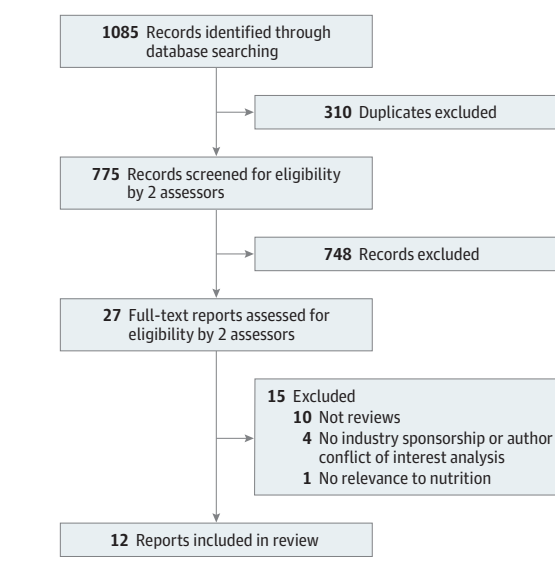 1085 Records identified through
database searching
310 Duplicates excluded
775 Records screened for eligibility
by 2 assessors
748 Records excluded
27 Full-text reports assessed for
eligibility by 2 assessors
15 Excluded
10 Not reviews
4 No industry sponsorship or author
conflict of interest analysis
1 No relevance to nutrition
12 Reports included in review